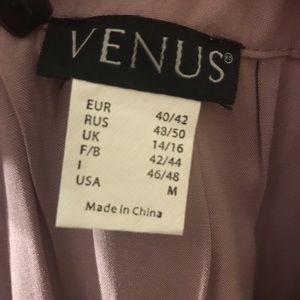 VENUS®
EUR 40/42
RUS 48/50
UK 14/16
F/B 42/44
I 46/48
USA M
Made in China